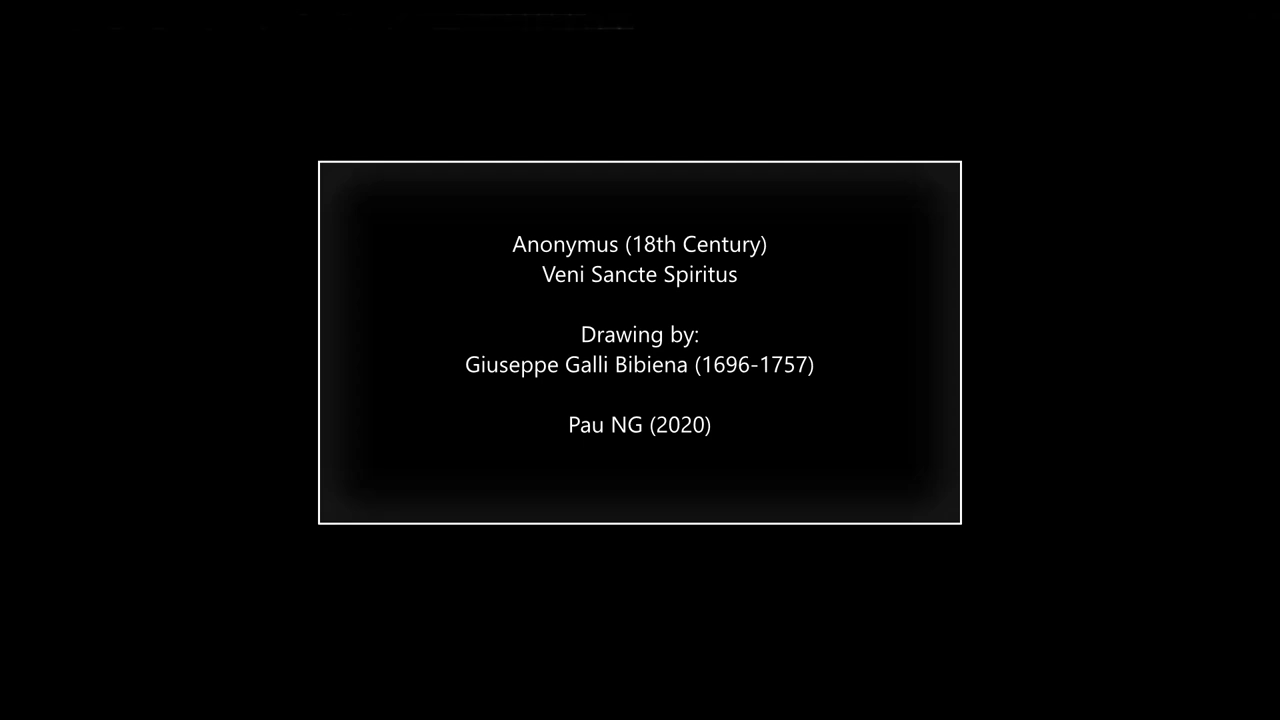 Anonymus (18th Century)
Veni Sancte Spiritus
Drawing by:
Giuseppe Galli Bibiena (1696-1757)
Pau NG (2020)